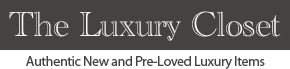 The Luxury Closet
Authentic New and Pre-Loved Luxury Items